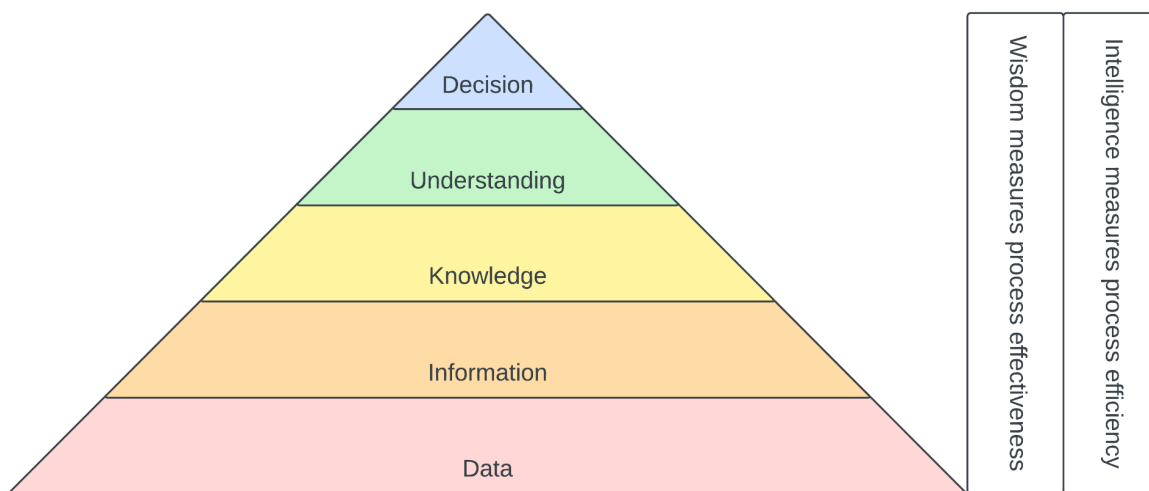 Decision
Understanding
Knowledge
Information
Data
Wisdom measures process effectiveness
Intelligence measures process efficiency